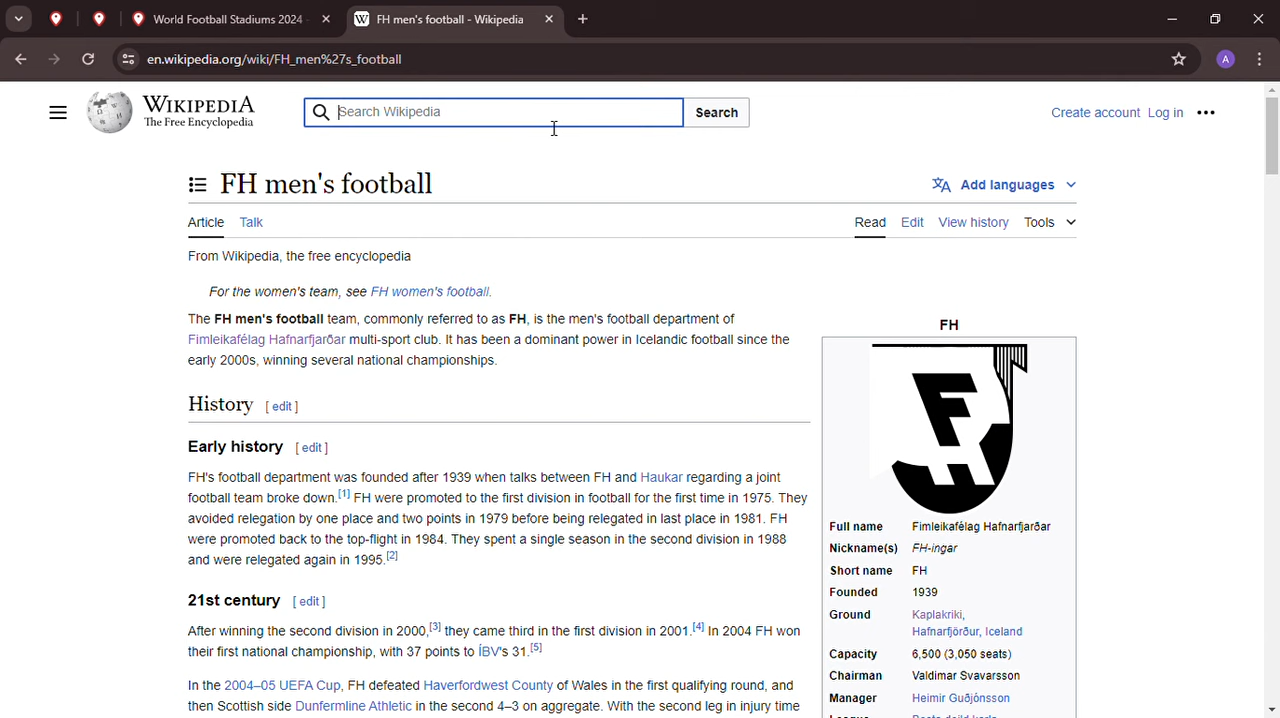 World Football Stadiums 2024 -
FH men's football - Wikipedia
en.wikipedia.org/wiki/FH_men%27s_football
A
WIKIPEDIA
The Free Encyclopedia
Search Wikipedia
Search
Create account Log in
FH men's football
Add languages
Article Talk
Read Edit View history Tools
From Wikipedia, the free encyclopedia
For the women's team, see FH women's football.
The FH men's football team, commonly referred to as FH, is the men's football department of
Fimleikafélag Hafnarfjarðar multi-sport club. It has been a dominant power in Icelandic football since the
early 2000s, winning several national championships.
History [ edit ]
Early history [ edit ]
FH's football department was founded after 1939 when talks between FH and Haukar regarding a joint
football team broke down.[1] FH were promoted to the first division in football for the first time in 1975. They
avoided relegation by one place and two points in 1979 before being relegated in last place in 1981. FH
were promoted back to the top-flight in 1984. They spent a single season in the second division in 1988
and were relegated again in 1995.[2]
21st century [ edit ]
After winning the second division in 2000,[3] they came third in the first division in 2001.[4] In 2004 FH won
their first national championship, with 37 points to ÍBV's 31.[5]
In the 2004–05 UEFA Cup, FH defeated Haverfordwest County of Wales in the first qualifying round, and
then Scottish side Dunfermline Athletic in the second 4–3 on aggregate. With the second leg in injury time
FH
FH
Full name Fimleikafélag Hafnarfjarðar
Nickname(s) FH-ingar
Short name FH
Founded 1939
Ground Kaplakriki,
Hafnarfjörður, Iceland
Capacity 6,500 (3,050 seats)
Chairman Valdimar Svavarsson
Manager Heimir Guðjónsson
League Besta deild karla